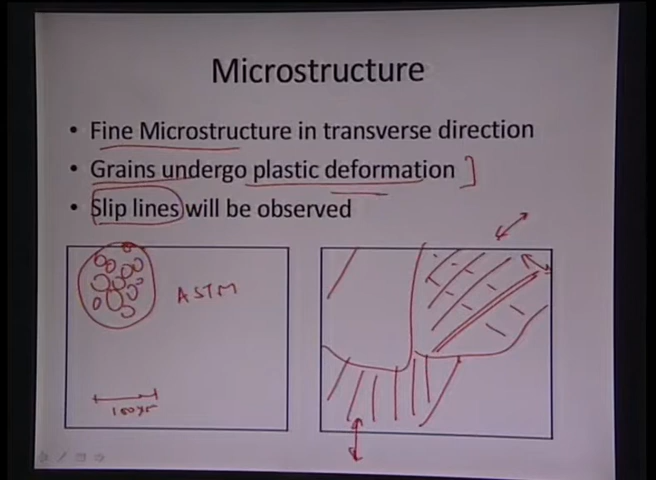 Microstructure
• Fine Microstructure in transverse direction
• Grains undergo plastic deformation
• Slip lines will be observed
ASTM